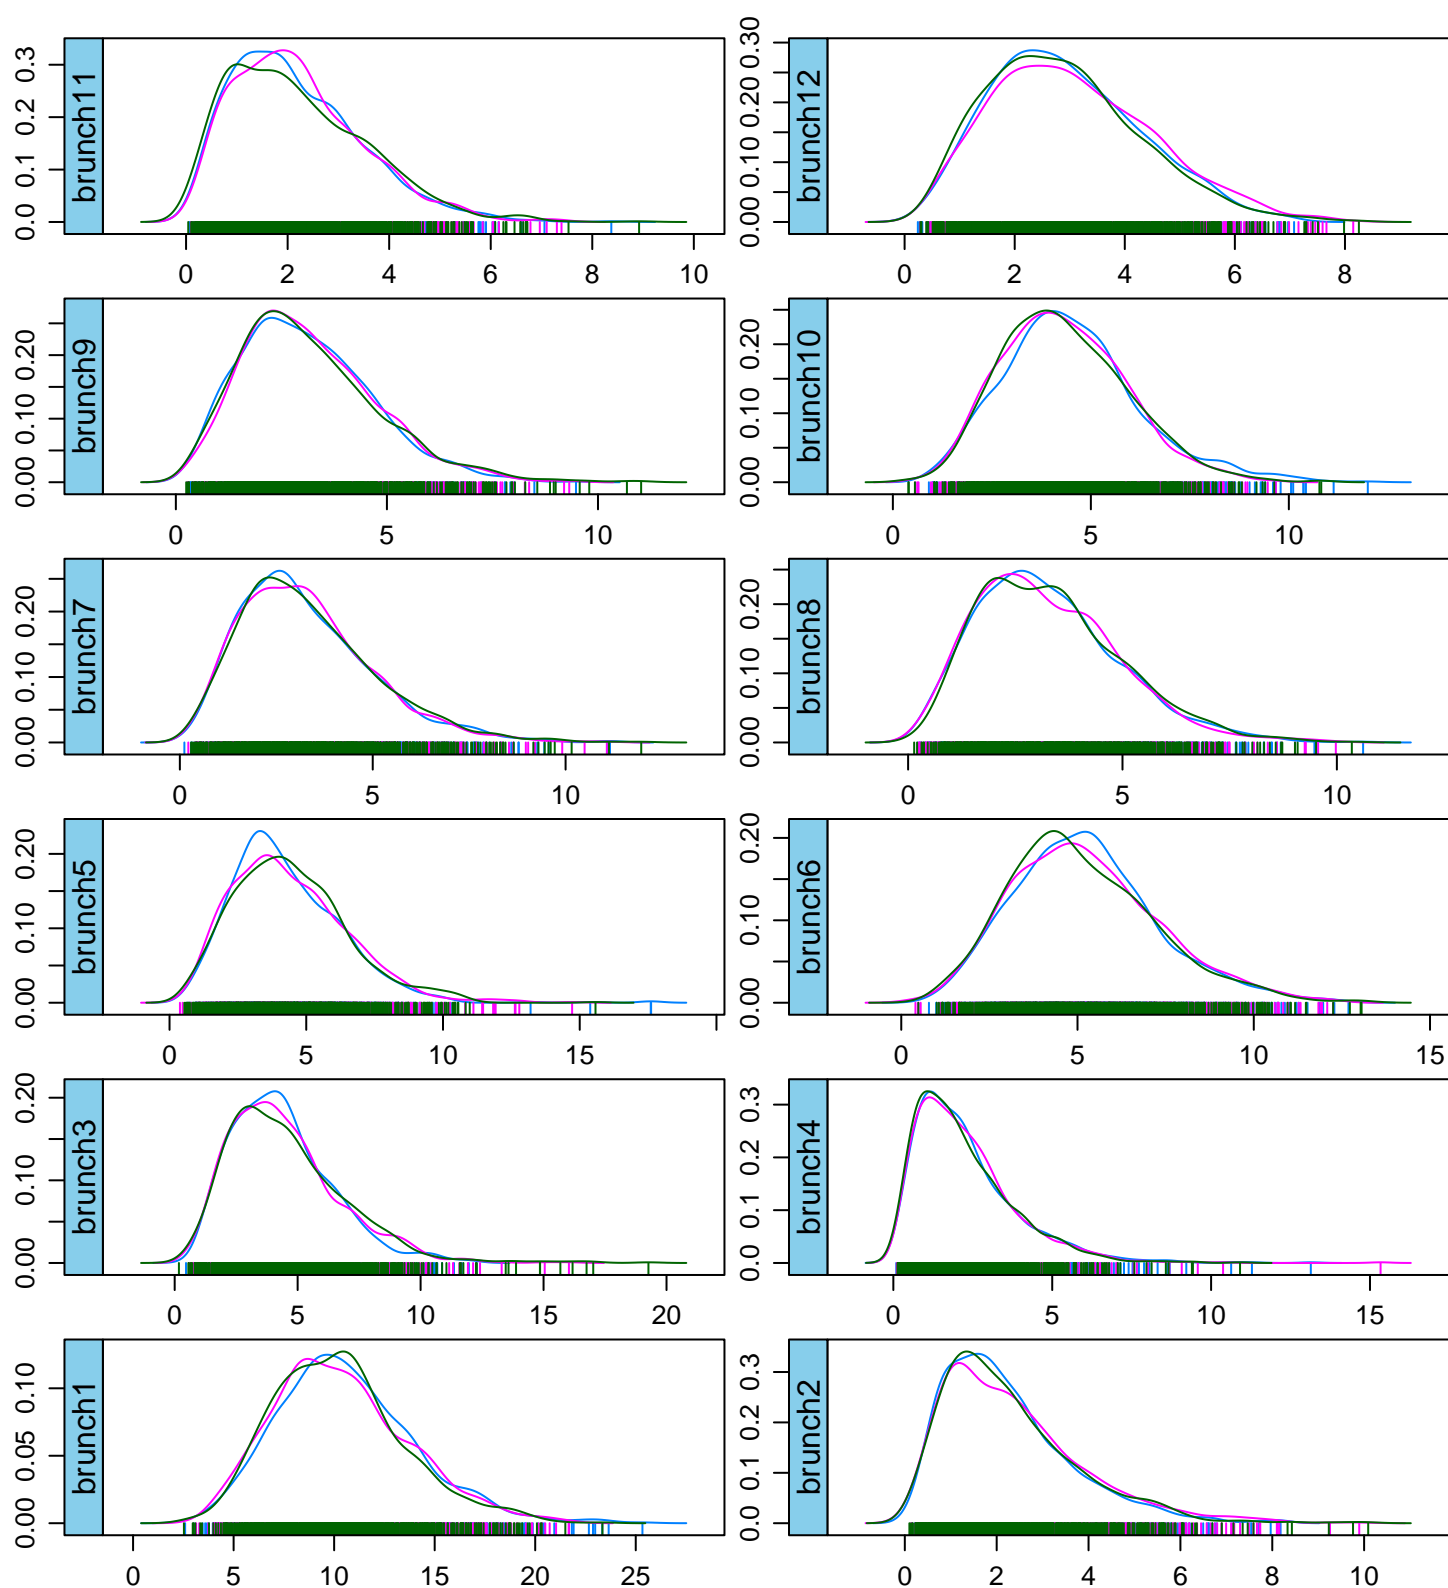 brunch11
0.0 0.1 0.2 0.3
0 2 4 6 8 10
brunch12
0.00 0.10 0.20 0.30
0 2 4 6 8
brunch9
0.00 0.10 0.20
0 5 10
brunch10
0.00 0.10 0.20
0 5 10
brunch7
0.00 0.10 0.20
0 5 10
brunch8
0.00 0.10 0.20
0 5 10
brunch5
0.00 0.10 0.20
0 5 10 15
brunch6
0.00 0.10 0.20
0 5 10 15
brunch3
0.00 0.10 0.20
0 5 10 15 20
brunch4
0.0 0.1 0.2 0.3
0 5 10 15
brunch1
0.00 0.05 0.10
0 5 10 15 20 25
brunch2
0.0 0.1 0.2 0.3
0 2 4 6 8 10